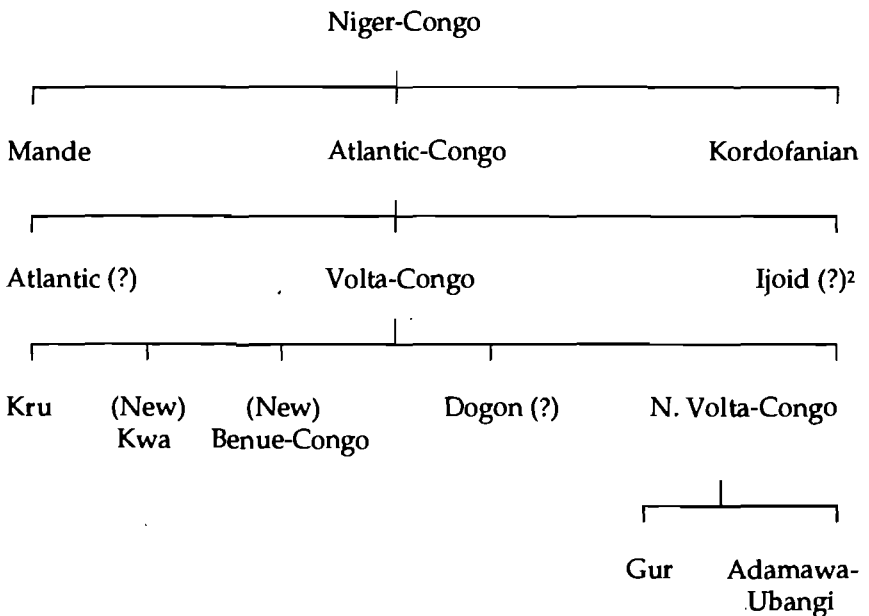 Niger-Congo
Mande Atlantic-Congo Kordofanian
Atlantic (?) Volta-Congo Ijoid (?)²
Kru (New) (New) Dogon (?) N. Volta-Congo
Kwa Benue-Congo
Gur Adamawa-
Ubangi